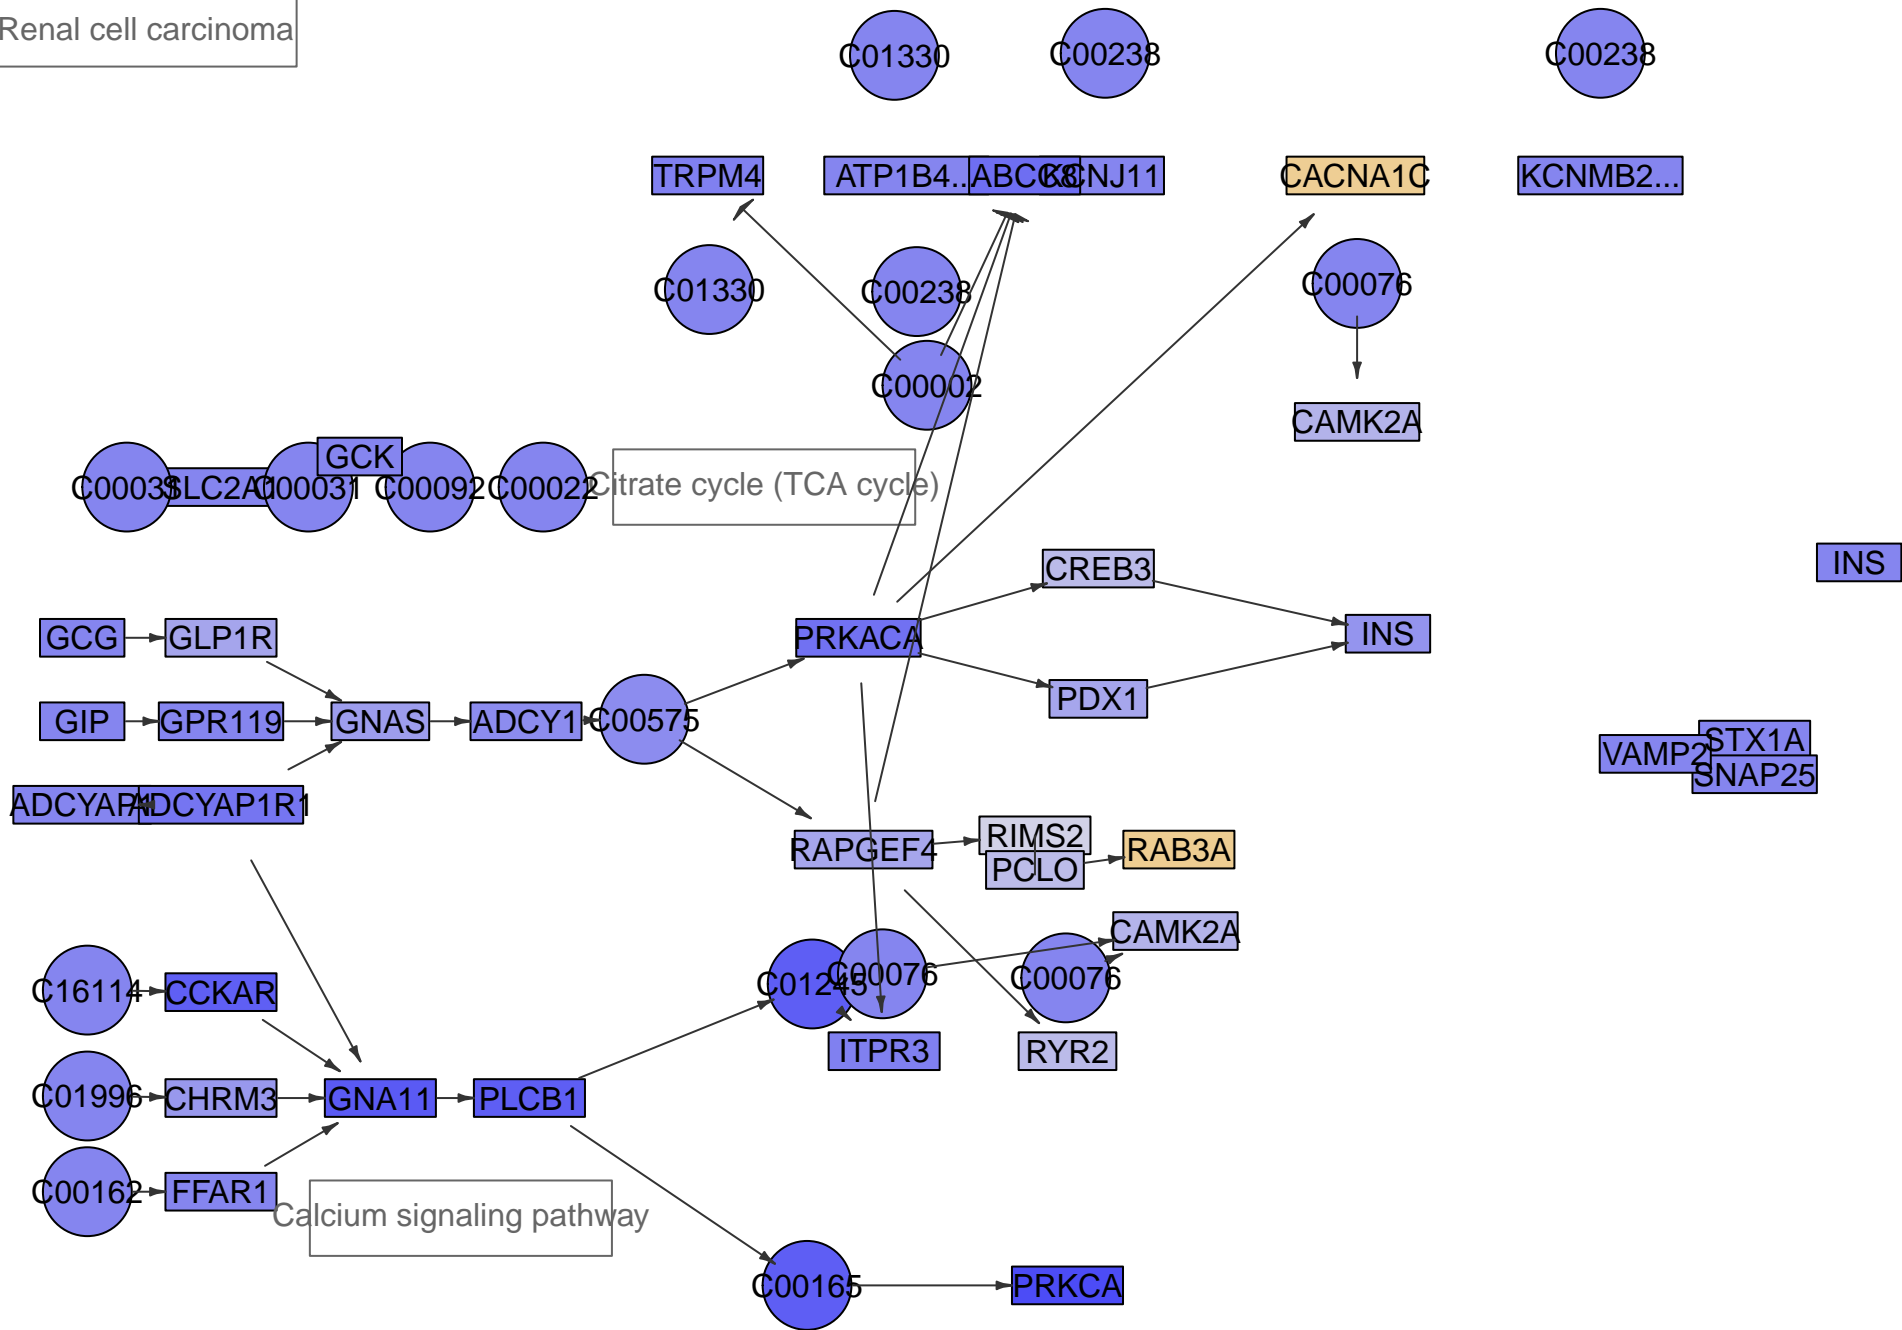 Renal cell carcinoma
C01330
C00238
C00238
TRPM4
ATP1B4...
ABCC8
KCNJ11
CACNA1C
KCNMB2...
C01330
C00238
C00076
C00002
CAMK2A
C00031
SLC2A1
C00031
GCK
C00092
C00022
Citrate cycle (TCA cycle)
CREB3
INS
GCG
GLP1R
PRKACA
INS
GIP
GPR119
GNAS
ADCY1
C00575
PDX1
VAMP2
STX1A
SNAP25
ADCYAP1
ADCYAP1R1
RAPGEF4
RIMS2
PCLO
RAB3A
CAMK2A
C16114
CCKAR
C01245
C00076
C00076
ITPR3
RYR2
C01996
CHRM3
GNA11
PLCB1
C00162
FFAR1
Calcium signaling pathway
C00165
PRKCA